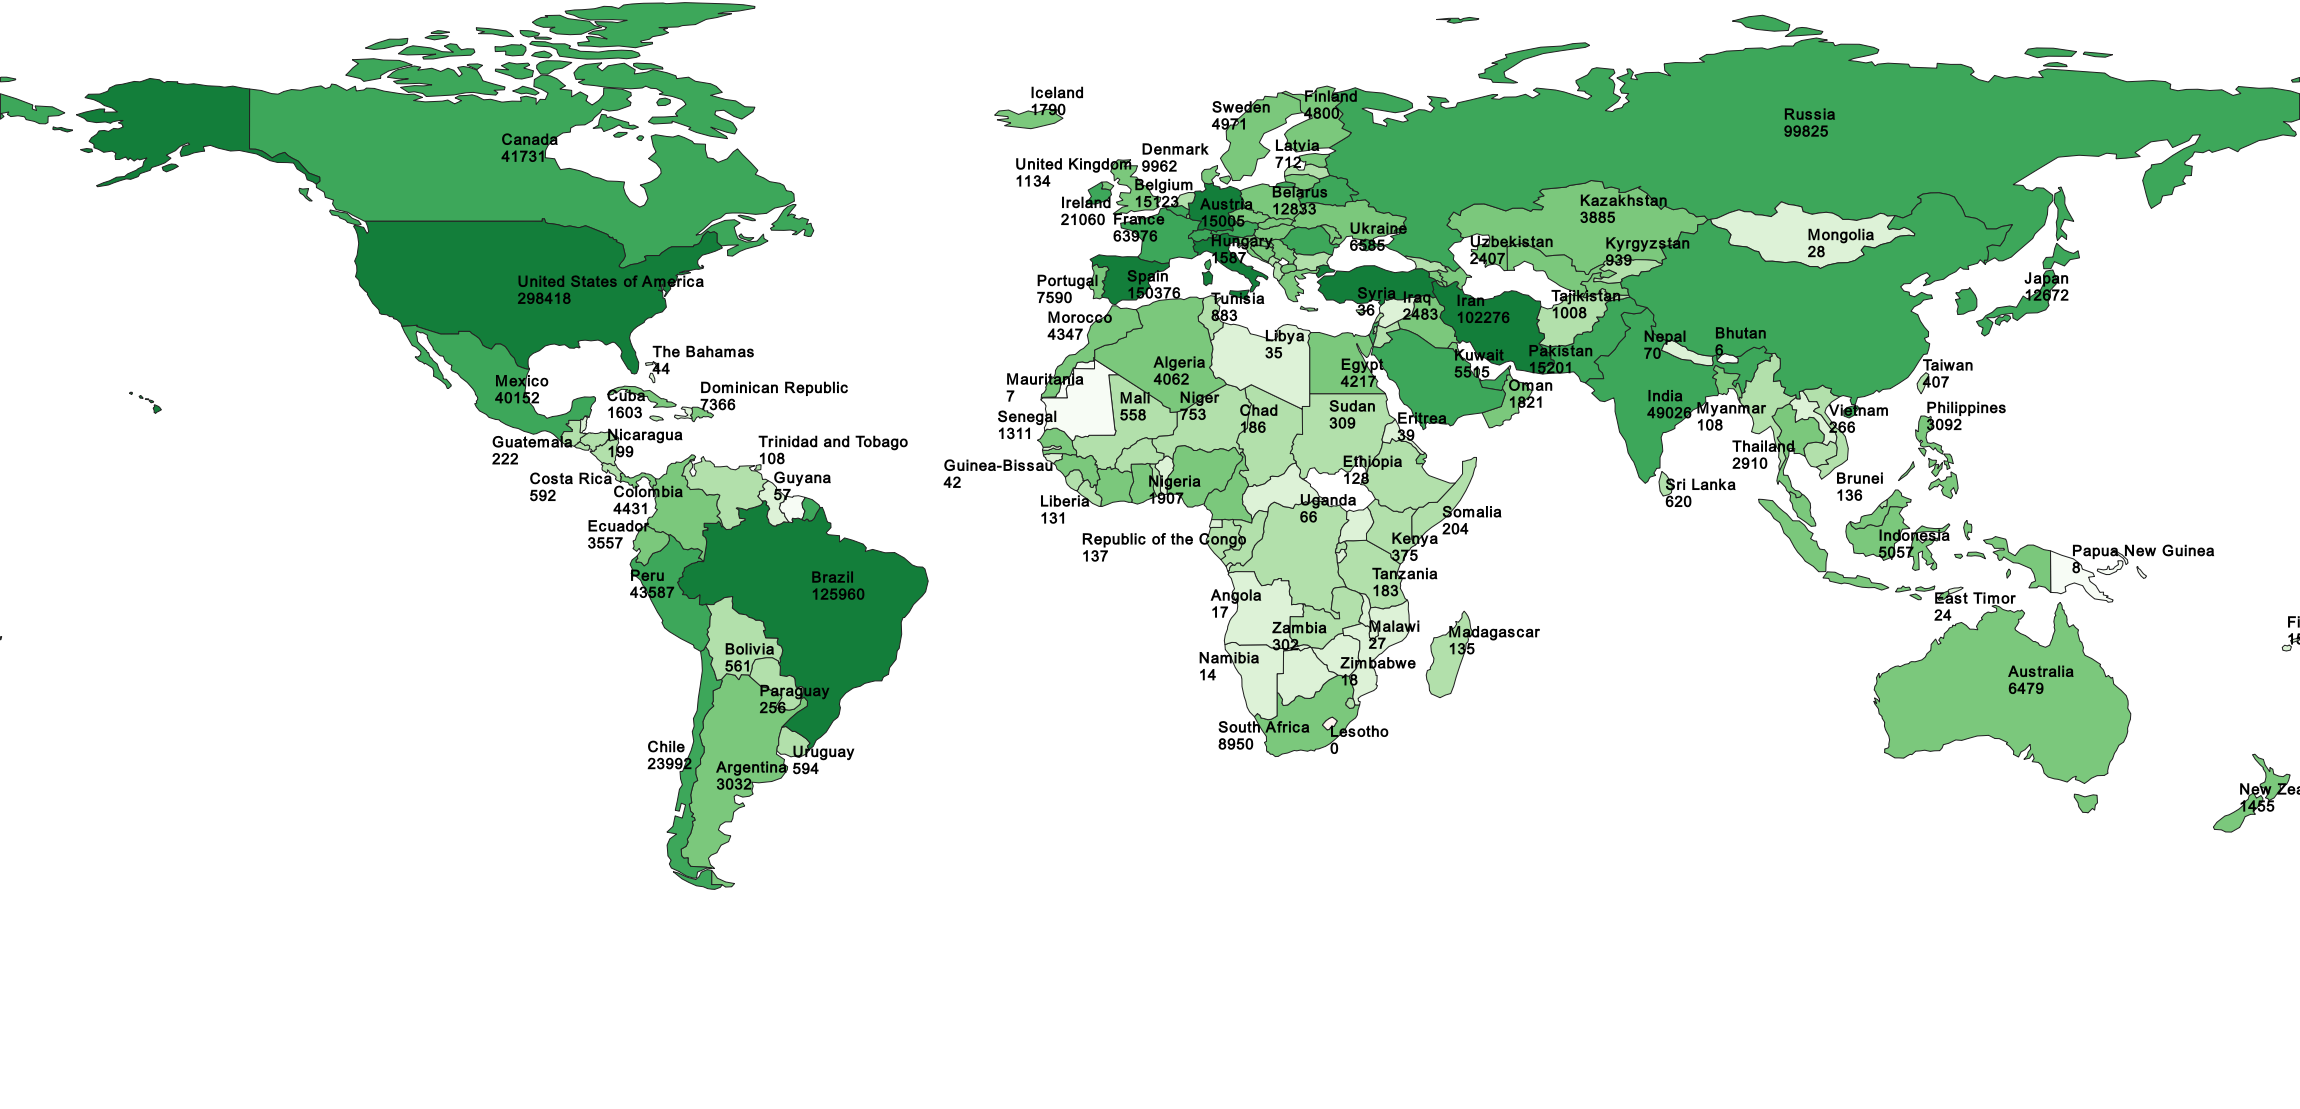 Iceland
1790
Sweden
4971
Finland
4800
Russia
99825
Canada
41731
Denmark
9962
Latvia
712
United Kingdom
1134
Belgium
15123
Belarus
12833
Ireland
21060
Austria
15005
France
63976
Kazakhstan
3885
Ukraine
6585
Hungary
1587
Uzbekistan
2407
Kyrgyzstan
939
Mongolia
28
United States of America
298418
Portugal
7590
Spain
150376
Tunisia
883
Syria
36
Iraq
2483
Iran
102276
Tajikistan
1008
Japan
12672
Morocco
4347
Libya
35
Nepal
70
Bhutan
6
The Bahamas
44
Algeria
4062
Egypt
4217
Kuwait
5515
Pakistan
15201
Taiwan
407
Mexico
40152
Cuba
1603
Dominican Republic
7366
Mauritania
7
Mali
558
Niger
753
Chad
186
Sudan
309
Eritrea
39
Oman
1821
India
49026
Myanmar
108
Vietnam
266
Philippines
3092
Senegal
1311
Guatemala
222
Nicaragua
199
Trinidad and Tobago
108
Thailand
2910
Guinea-Bissau
42
Ethiopia
128
Costa Rica
592
Colombia
4431
Guyana
57
Nigeria
1907
Sri Lanka
620
Brunei
136
Liberia
131
Uganda
66
Somalia
204
Ecuador
3557
Republic of the Congo
137
Kenya
375
Indonesia
5057
Papua New Guinea
8
Peru
43587
Brazil
125960
Tanzania
183
Angola
17
East Timor
24
Zambia
302
Malawi
27
Madagascar
135
Fi
Bolivia
561
Namibia
14
Zimbabwe
18
Australia
6479
Paraguay
256
South Africa
8950
Lesotho
0
Chile
23992
Uruguay
594
Argentina
3032
New Zea
1455